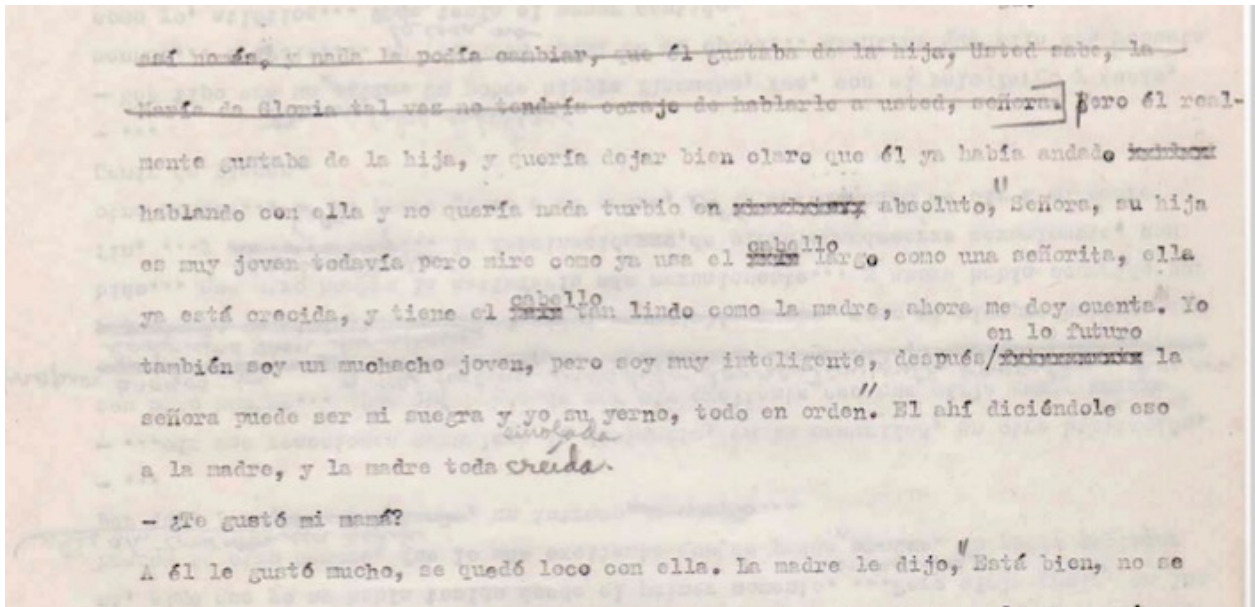 así no más, y nada la podía cambiar, que él gustaba de la hija, Usted sabe, la
María da Gloria tal vez no tendría coraje de hablarle a usted, señora. Pero él real-
mente gustaba de la hija, y quería dejar bien claro que él ya había andado
hablando con ella y no quería nada turbio en absoluto, "Señora, su hija
cabello
es muy joven todavía pero mire como ya usa el largo como una señorita, ella
cabello
ya está crecida, y tiene el tan lindo como la madre, ahora me doy cuenta. Yo
en lo futuro
también soy un muchacho joven, pero soy muy inteligente, después/ la
señora puede ser mi suegra y yo su yerno, todo en orden." El ahí diciéndole eso
a la madre, y la madre toda creída.
- ¿Te gustó mi mamá?
A él le gustó mucho, se quedó loco con ella. La madre le dijo, "Está bien, no se